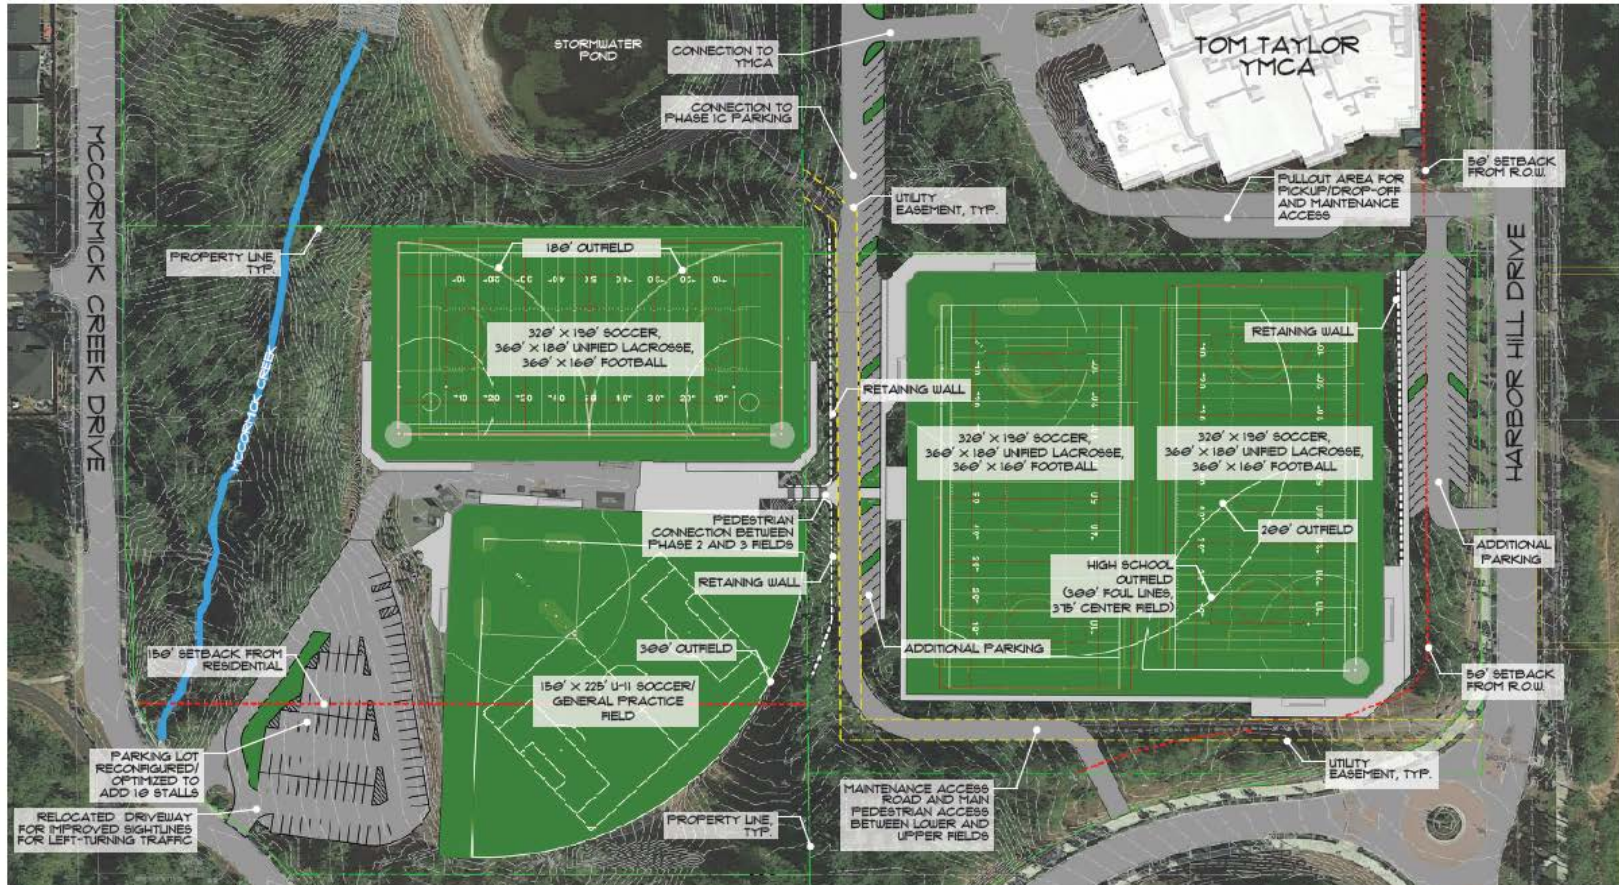 STORMWATER
POND
CONNECTION TO
YMCA
TOM TAYLOR
YMCA
CONNECTION TO
PHASE 1C PARKING
MCCORMICK CREEK DRIVE
50' SETBACK
FROM R.O.W.
PULLOUT AREA FOR
PICKUP/DROP-OFF
AND MAINTENANCE
ACCESS
UTILITY
EASEMENT, TYP.
HARBOR HILL DRIVE
PROPERTY LINE,
TYP.
180' OUTFIELD
320' X 190' SOCCER,
360' X 180' UNIFIED LACROSSE,
360' X 160' FOOTBALL
RETAINING WALL
MCCORMICK CREEK
RETAINING WALL
320' X 190' SOCCER,
360' X 180' UNIFIED LACROSSE,
360' X 160' FOOTBALL
320' X 190' SOCCER,
360' X 180' UNIFIED LACROSSE,
360' X 160' FOOTBALL
PEDESTRIAN
CONNECTION BETWEEN
PHASE 2 AND 3 FIELDS
200' OUTFIELD
ADDITIONAL
PARKING
RETAINING WALL
HIGH SCHOOL
OUTFIELD
(300' FOUL LINES,
375' CENTER FIELD)
150' SETBACK FROM
RESIDENTIAL
300' OUTFIELD
ADDITIONAL PARKING
50' SETBACK
FROM R.O.W.
150' X 225' U-11 SOCCER/
GENERAL PRACTICE
FIELD
PARKING LOT
RECONFIGURED/
OPTIMIZED TO
ADD 10 STALLS
UTILITY
EASEMENT, TYP.
RELOCATED DRIVEWAY
FOR IMPROVED SIGHTLINES
FOR LEFT-TURNING TRAFFIC
PROPERTY LINE,
TYP.
MAINTENANCE ACCESS
ROAD AND MAIN
PEDESTRIAN ACCESS
BETWEEN LOWER AND
UPPER FIELDS